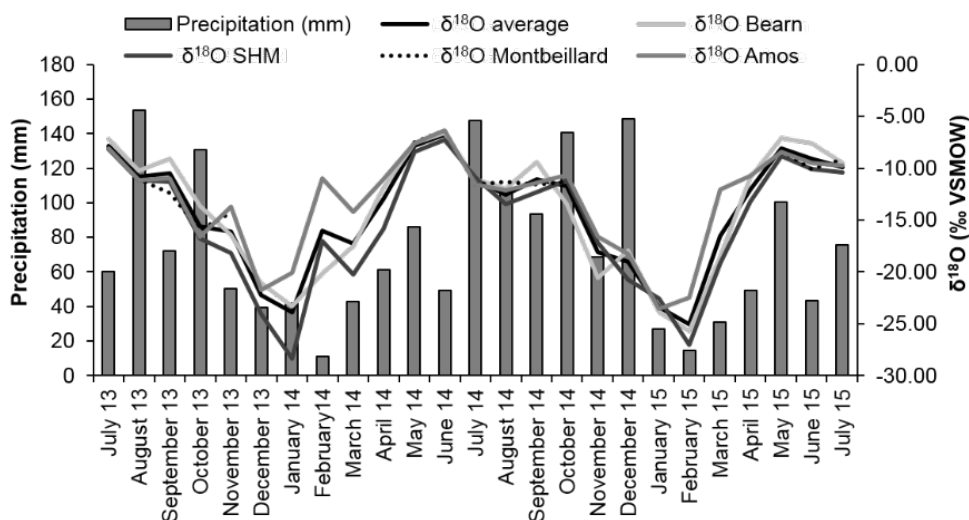 Precipitation (mm) δ¹⁸O average δ¹⁸O Bearn
δ¹⁸O SHM δ¹⁸O Montbeillard δ¹⁸O Amos
Precipitation (mm)
180
160
140
120
100
80
60
40
20
0
0.00
-5.00
-10.00
-15.00
-20.00
-25.00
-30.00
δ¹⁸O (‰ VSMOW)
July 13
August 13
September 13
October 13
November 13
December 13
January 14
February14
March 14
April 14
May 14
June 14
July 14
August 14
September 14
October 14
November 14
December 14
January 15
February 15
March 15
April 15
May 15
June 15
July 15